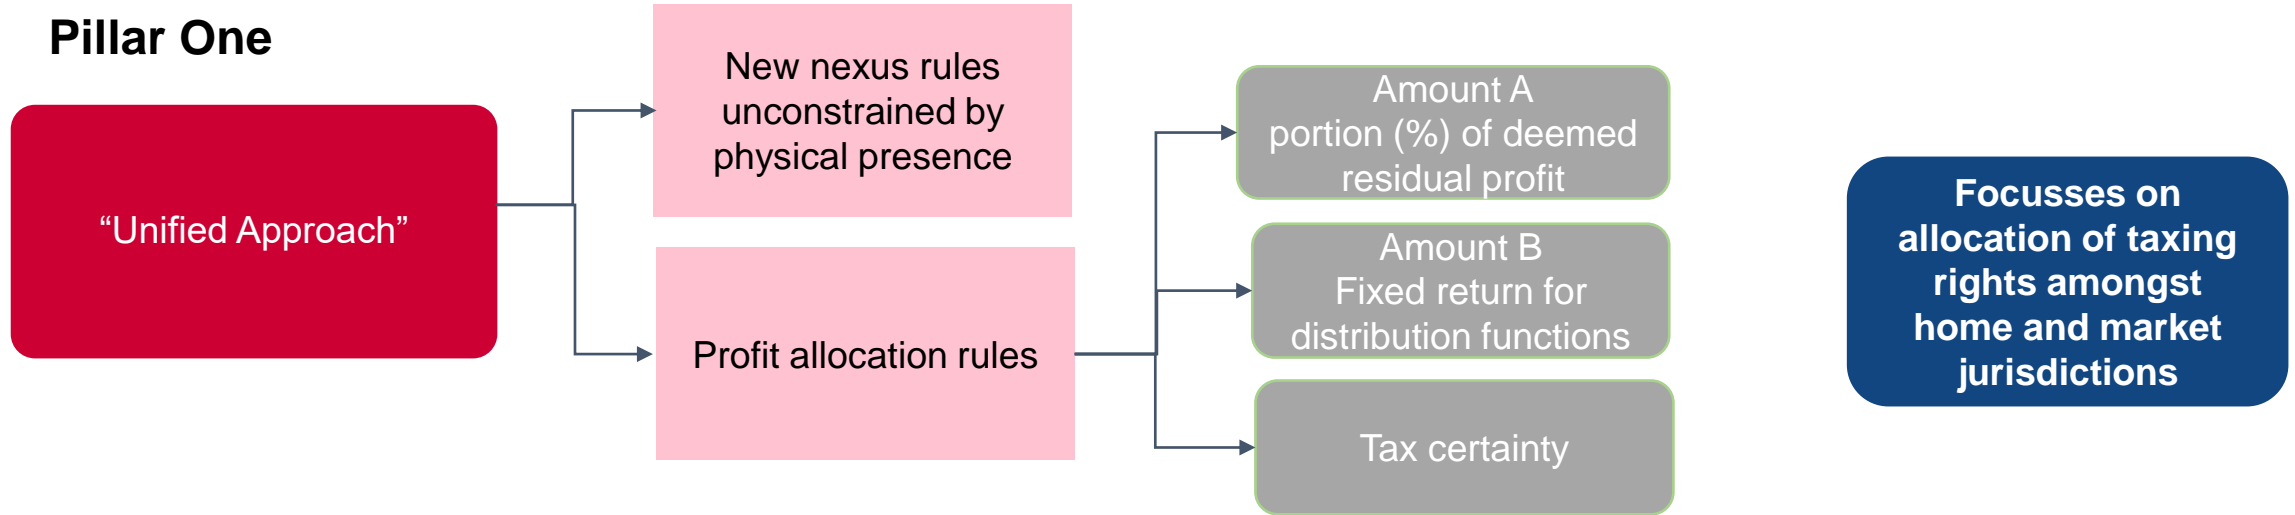 Pillar One
“Unified Approach”
New nexus rules
unconstrained by
physical presence
Profit allocation rules
Amount A
portion (%) of deemed
residual profit
Amount B
Fixed return for
distribution functions
Tax certainty
Focusses on
allocation of taxing
rights amongst
home and market
jurisdictions